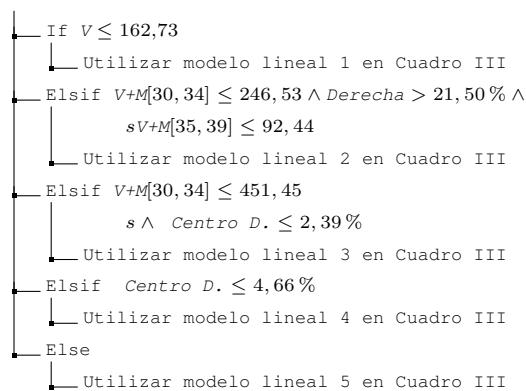 If V ≤ 162,73
Utilizar modelo lineal 1 en Cuadro III
Elsif V+M[30, 34] ≤ 246, 53 ∧ Derecha > 21, 50 % ∧
sV+M[35, 39] ≤ 92, 44
Utilizar modelo lineal 2 en Cuadro III
Elsif V+M[30, 34] ≤ 451, 45
s ∧ Centro D. ≤ 2, 39 %
Utilizar modelo lineal 3 en Cuadro III
Elsif Centro D. ≤ 4, 66 %
Utilizar modelo lineal 4 en Cuadro III
Else
Utilizar modelo lineal 5 en Cuadro III